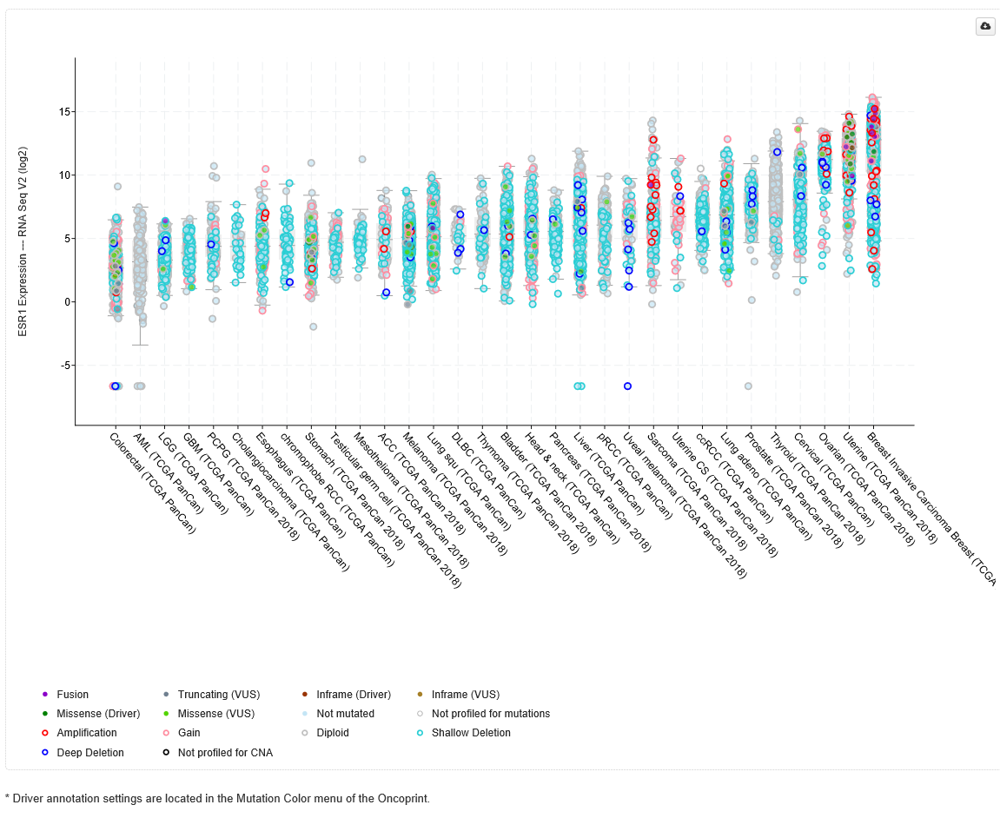 ESR1 Expression --- RNA Seq V2 (log2)
15
10
5
0
-5
Colorectal (TCGA PanCan)
AML (TCGA PanCan)
LGG (TCGA PanCan)
GBM (TCGA PanCan)
PCPG (TCGA PanCan 2018)
Cholangiocarcinoma (TCGA PanCan)
Esophagus (TCGA PanCan)
chromophobe RCC (TCGA PanCan)
Stomach (TCGA PanCan 2018)
Testicular germ cell (TCGA PanCan 2018)
Mesothelioma (TCGA PanCan 2018)
ACC (TCGA PanCan 2018)
Melanoma (TCGA PanCan 2018)
Lung squ (TCGA PanCan)
DLBC (TCGA PanCan)
Thymoma (TCGA PanCan 2018)
Bladder (TCGA PanCan 2018)
Head & neck (TCGA PanCan)
Pancreas (TCGA PanCan 2018)
Liver (TCGA PanCan)
pRCC (TCGA PanCan)
Uveal melanoma (TCGA PanCan 2018)
Sarcoma (TCGA PanCan 2018)
Uterine CS (TCGA PanCan 2018)
ccRCC (TCGA PanCan)
Lung adeno (TCGA PanCan)
Prostate (TCGA PanCan 2018)
Thyroid (TCGA PanCan 2018)
Cervical (TCGA PanCan 2018)
Ovarian (TCGA PanCan)
Uterine (TCGA PanCan 2018)
Breast Invasive Carcinoma Breast (TCGA
Fusion
Truncating (VUS)
Inframe (Driver)
Inframe (VUS)
Missense (Driver)
Missense (VUS)
Not mutated
Not profiled for mutations
Amplification
Gain
Diploid
Shallow Deletion
Deep Deletion
Not profiled for CNA
* Driver annotation settings are located in the Mutation Color menu of the Oncoprint.